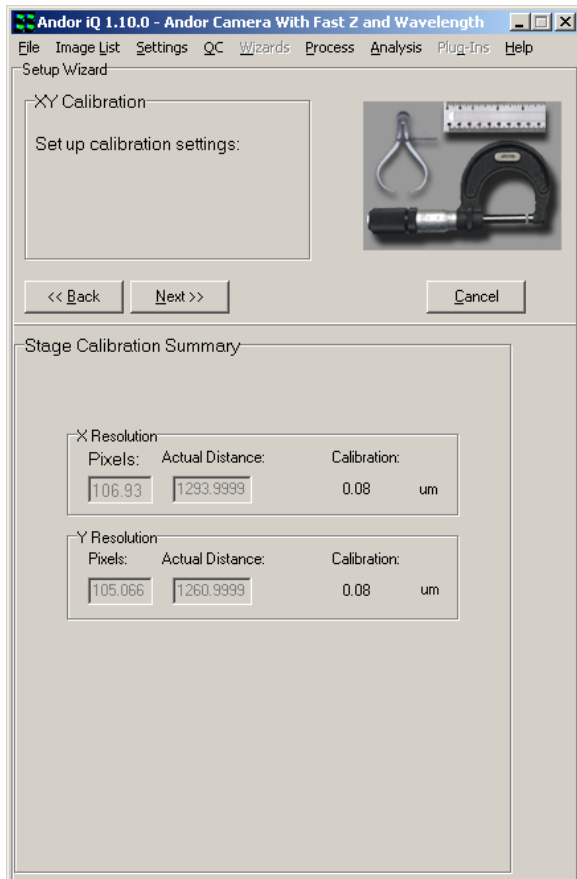 Andor iQ 1.10.0 - Andor Camera With Fast Z and Wavelength
File Image List Settings QC Wizards Process Analysis Plug-Ins Help
Setup Wizard
XY Calibration
Set up calibration settings:
<< Back Next >> Cancel
Stage Calibration Summary
X Resolution
Pixels: Actual Distance: Calibration:
106.93 1293.9999 0.08 um
Y Resolution
Pixels: Actual Distance: Calibration:
105.066 1260.9999 0.08 um